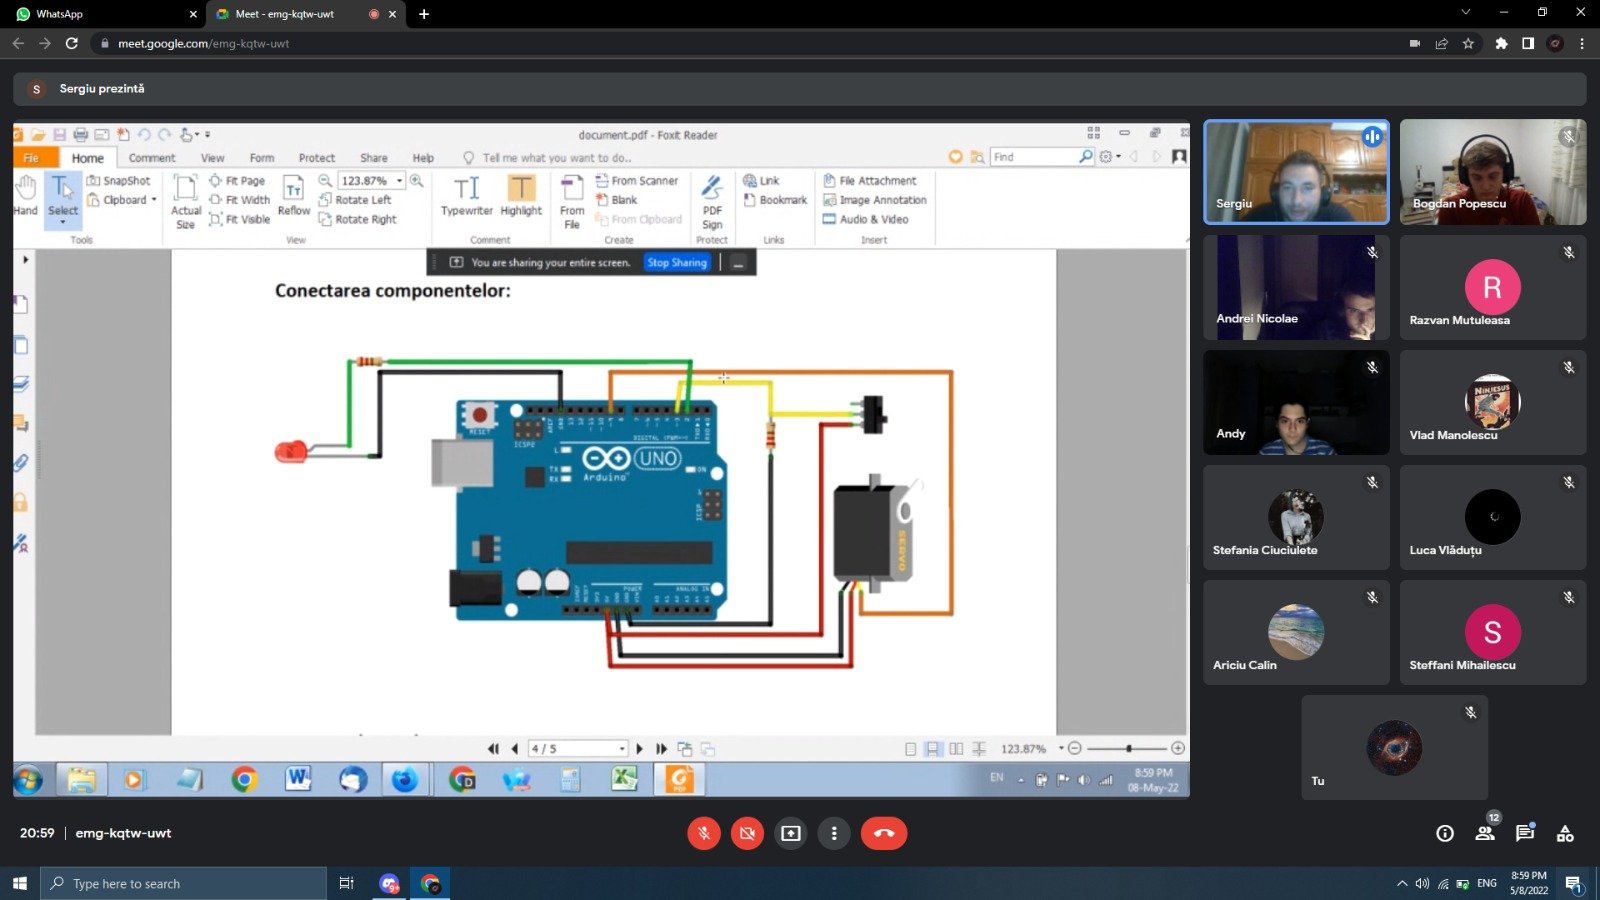 WhatsApp
Meet - emg-kqtw-uwt
meet.google.com/emg-kqtw-uwt
S
Sergiu prezintă
document.pdf - Foxit Reader
File
Home
Comment
View
Form
Protect
Share
Help
Tell me what you want to do..
Find
Hand
Select
SnapShot
Clipboard
Tools
Actual
Size
Fit Page
Fit Width
Fit Visible
Reflow
123.87%
Rotate Left
Rotate Right
View
Typewriter
Highlight
Comment
From
File
From Scanner
Blank
From Clipboard
Create
PDF
Sign
Protect
Link
Bookmark
Links
File Attachment
Image Annotation
Audio & Video
Insert
You are sharing your entire screen.
Stop Sharing
Conectarea componentelor:
RESET
ICSP2
AREF
GND
DIGITAL (PWM~)
L
TX
RX
UNO
ON
Arduino
ICSP
1
SERVO
POWER
ANALOG IN
4 / 5
123.87%
EN
8:59 PM
08-May-22
Sergiu
Bogdan Popescu
Andrei Nicolae
R
Razvan Mutuleasa
Andy
NINJESUS
Vlad Manolescu
Stefania Ciuciulete
Luca Vlăduțu
Ariciu Calin
S
Steffani Mihailescu
Tu
20:59 | emg-kqtw-uwt
12
Type here to search
9+
ENG
8:59 PM
5/8/2022
1